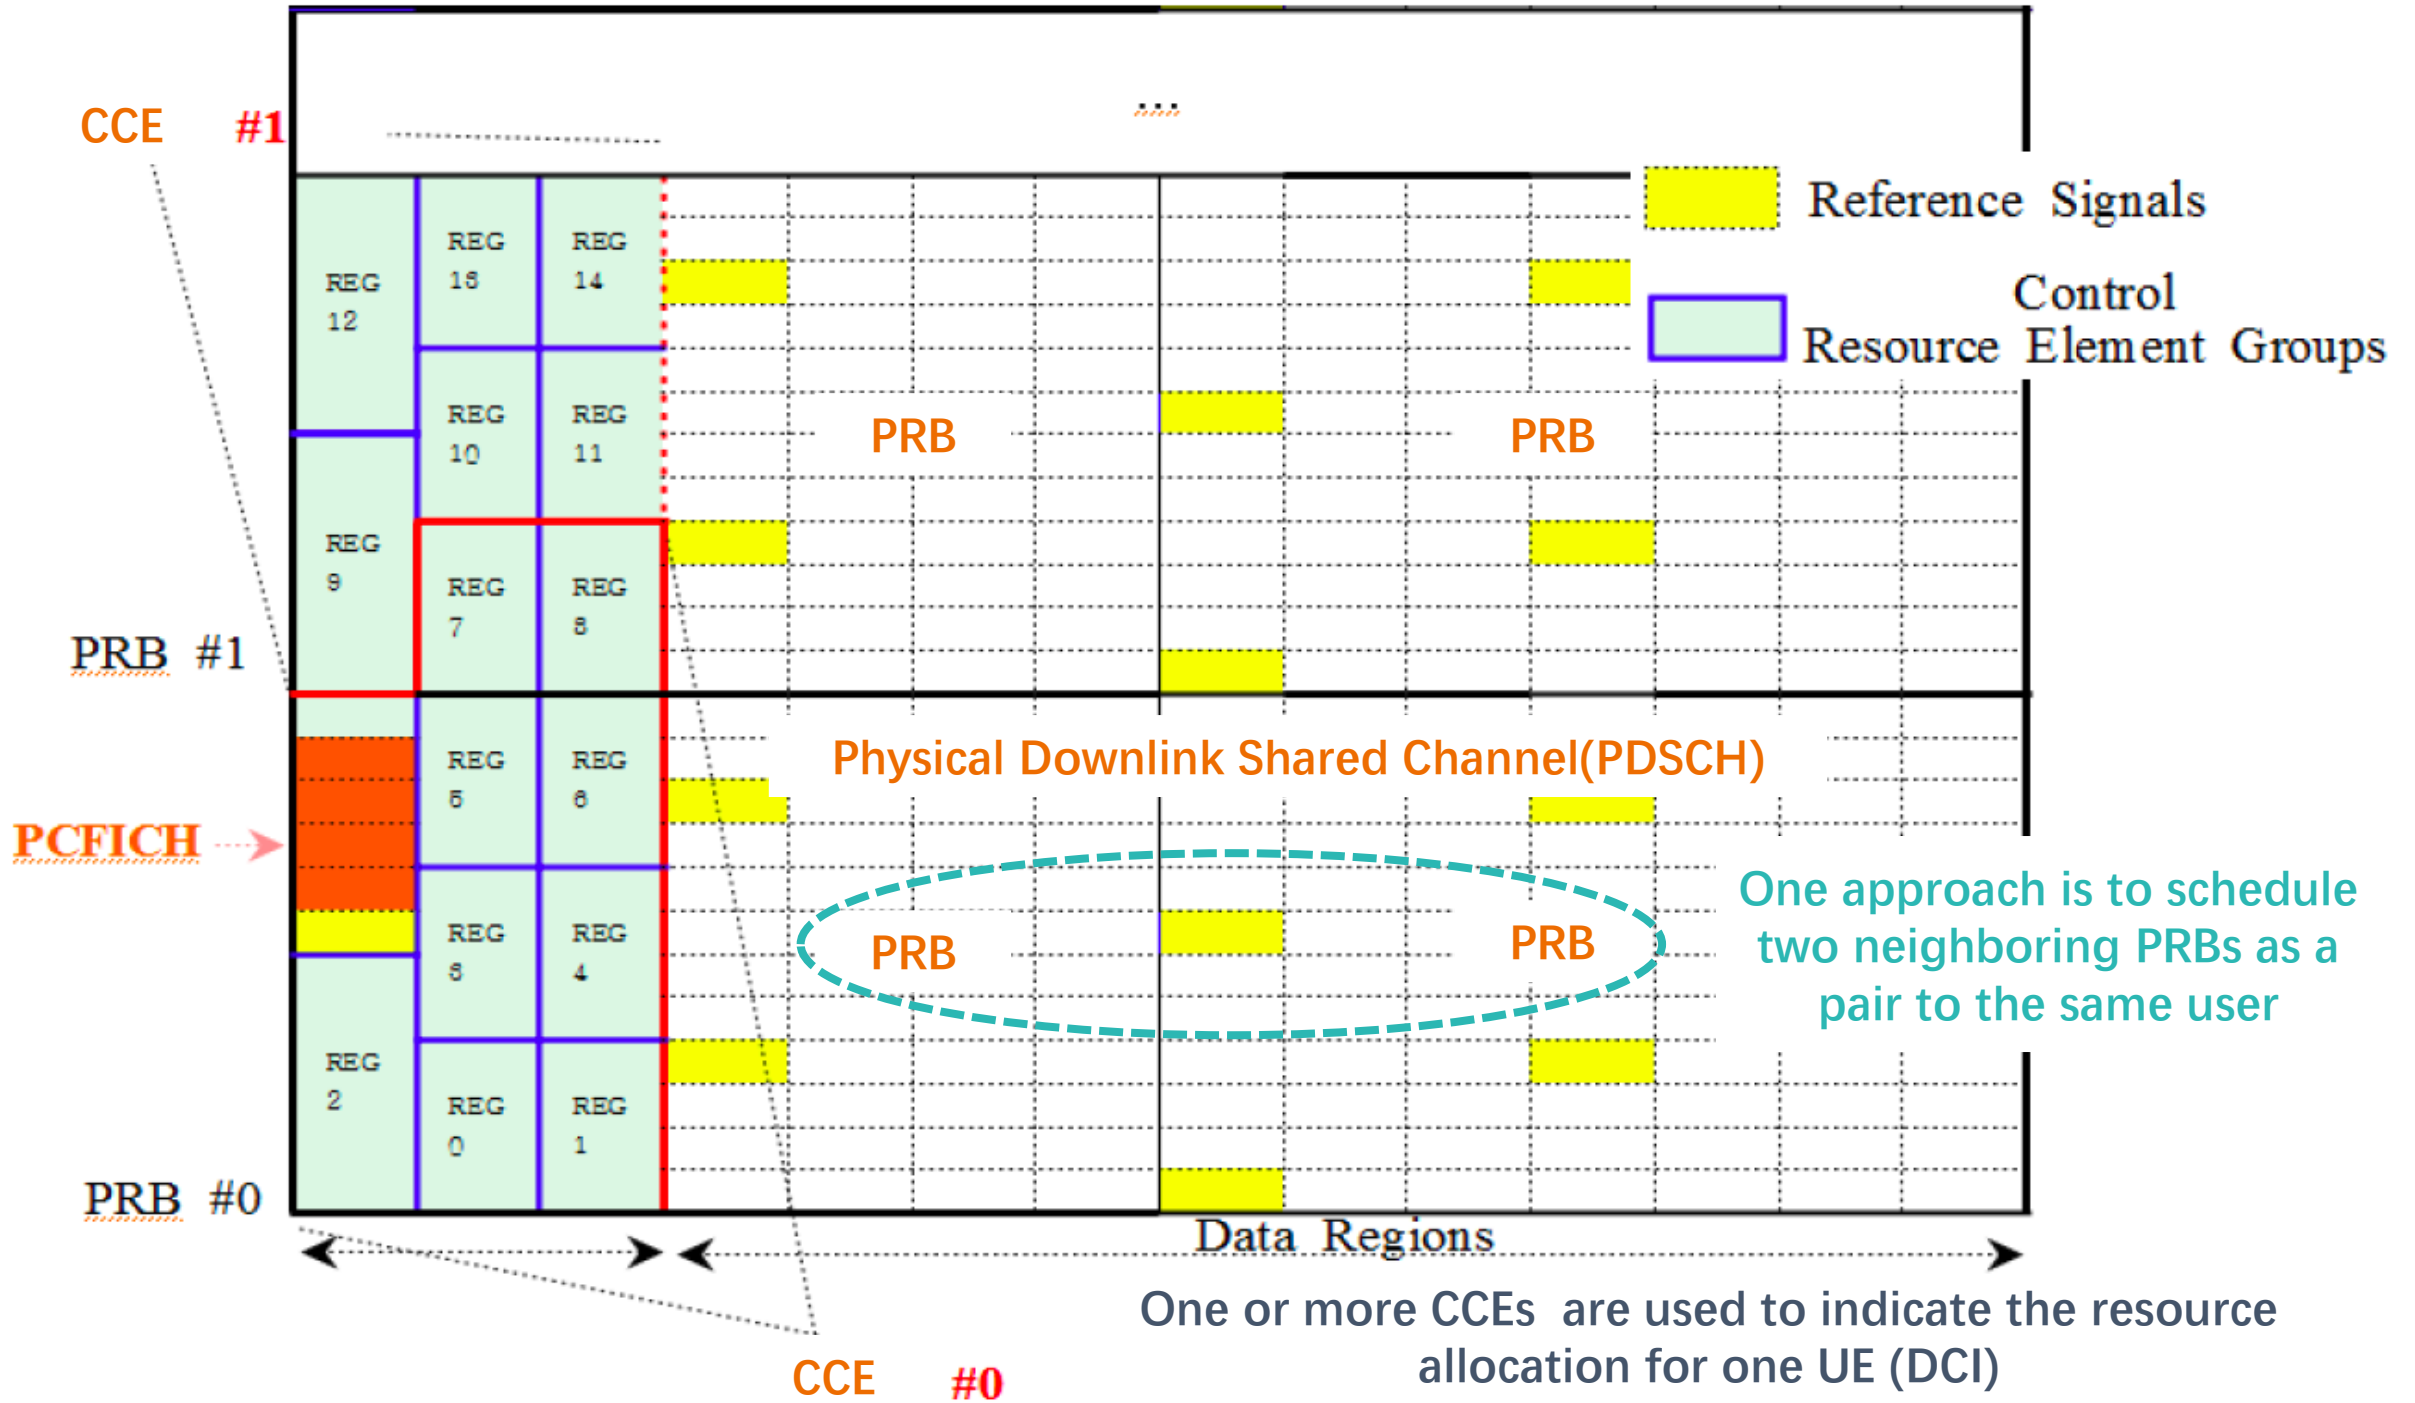 ...
CCE #1
Reference Signals
Control
Resource Element Groups
REG
12
REG
13
REG
14
REG
10
REG
11
PRB
PRB
REG
9
REG
7
REG
8
PRB #1
REG
5
REG
6
Physical Downlink Shared Channel(PDSCH)
PCFICH
REG
3
REG
4
PRB
PRB
One approach is to schedule
two neighboring PRBs as a
pair to the same user
REG
2
REG
0
REG
1
PRB #0
Data Regions
One or more CCEs are used to indicate the resource
allocation for one UE (DCI)
CCE #0